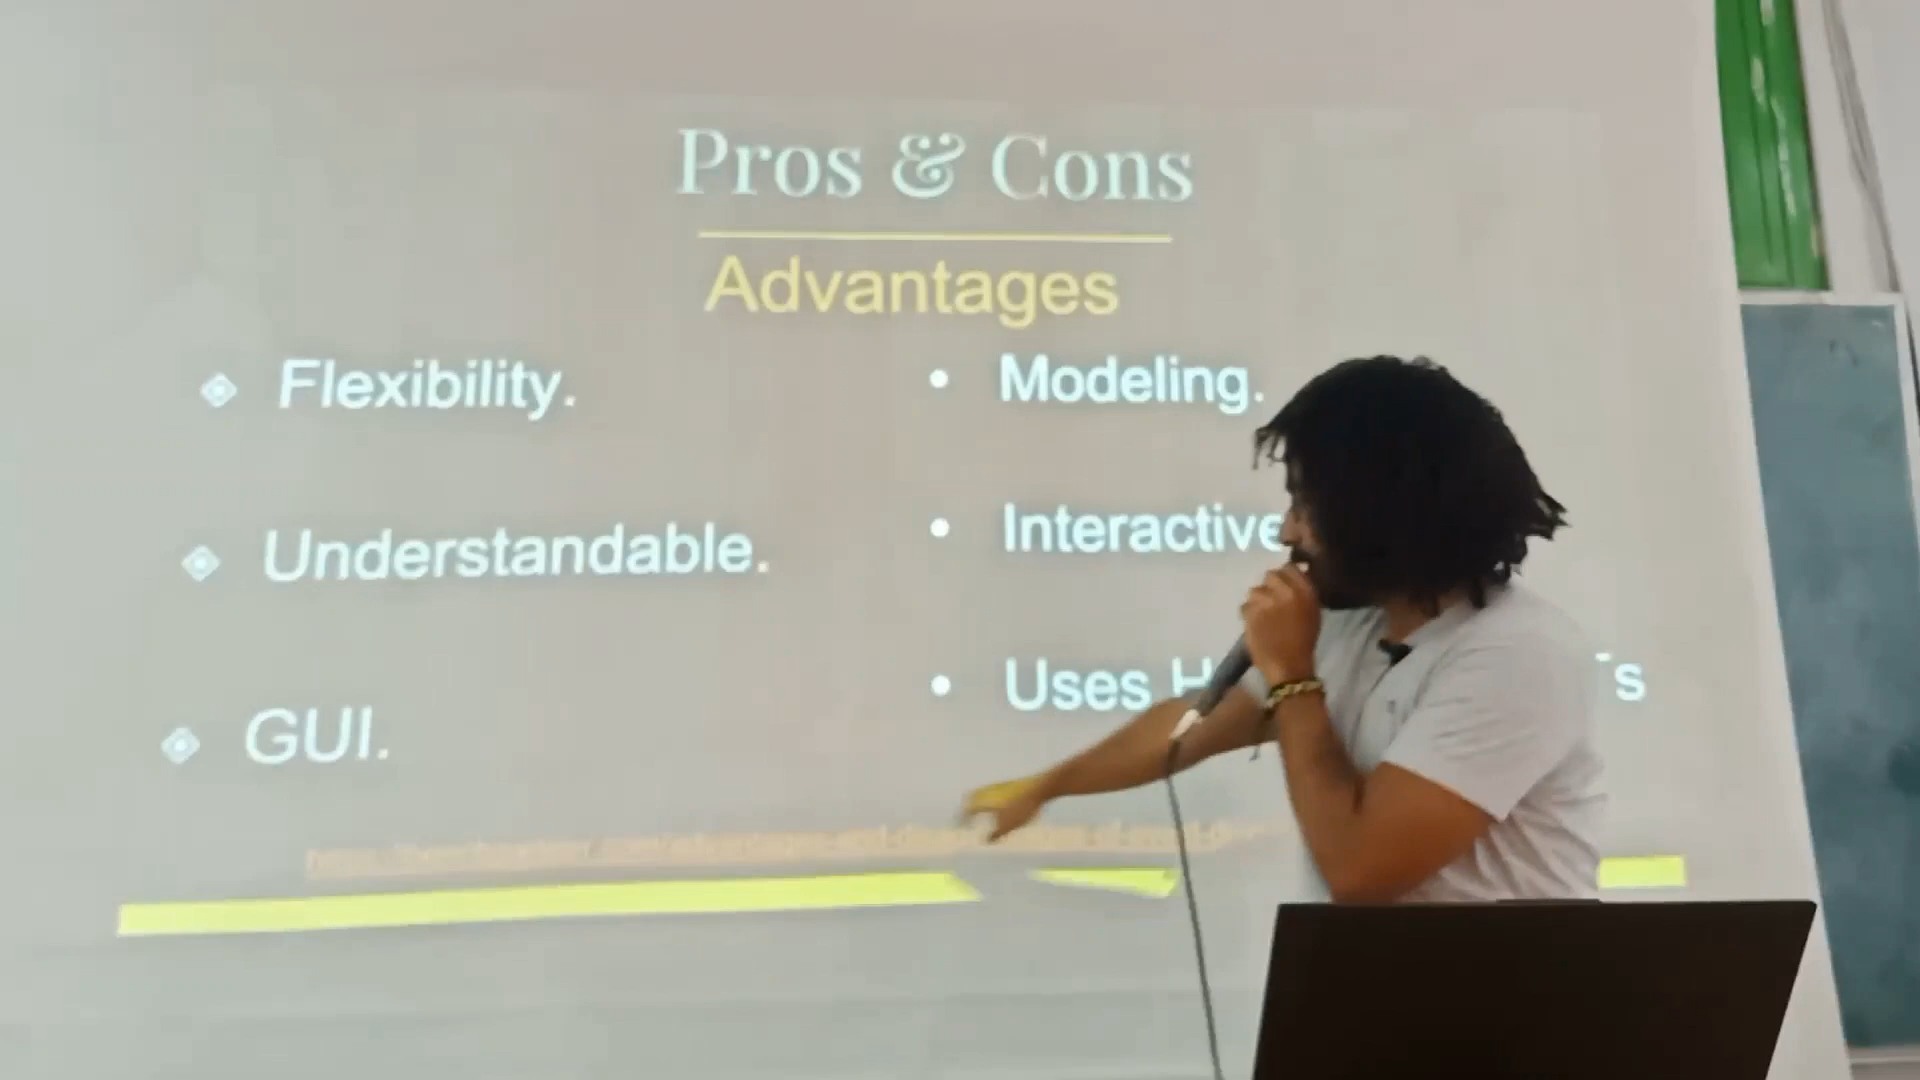 Pros & Cons
Advantages
Flexibility.
Understandable.
GUI.
Modeling.
Interactive
Uses